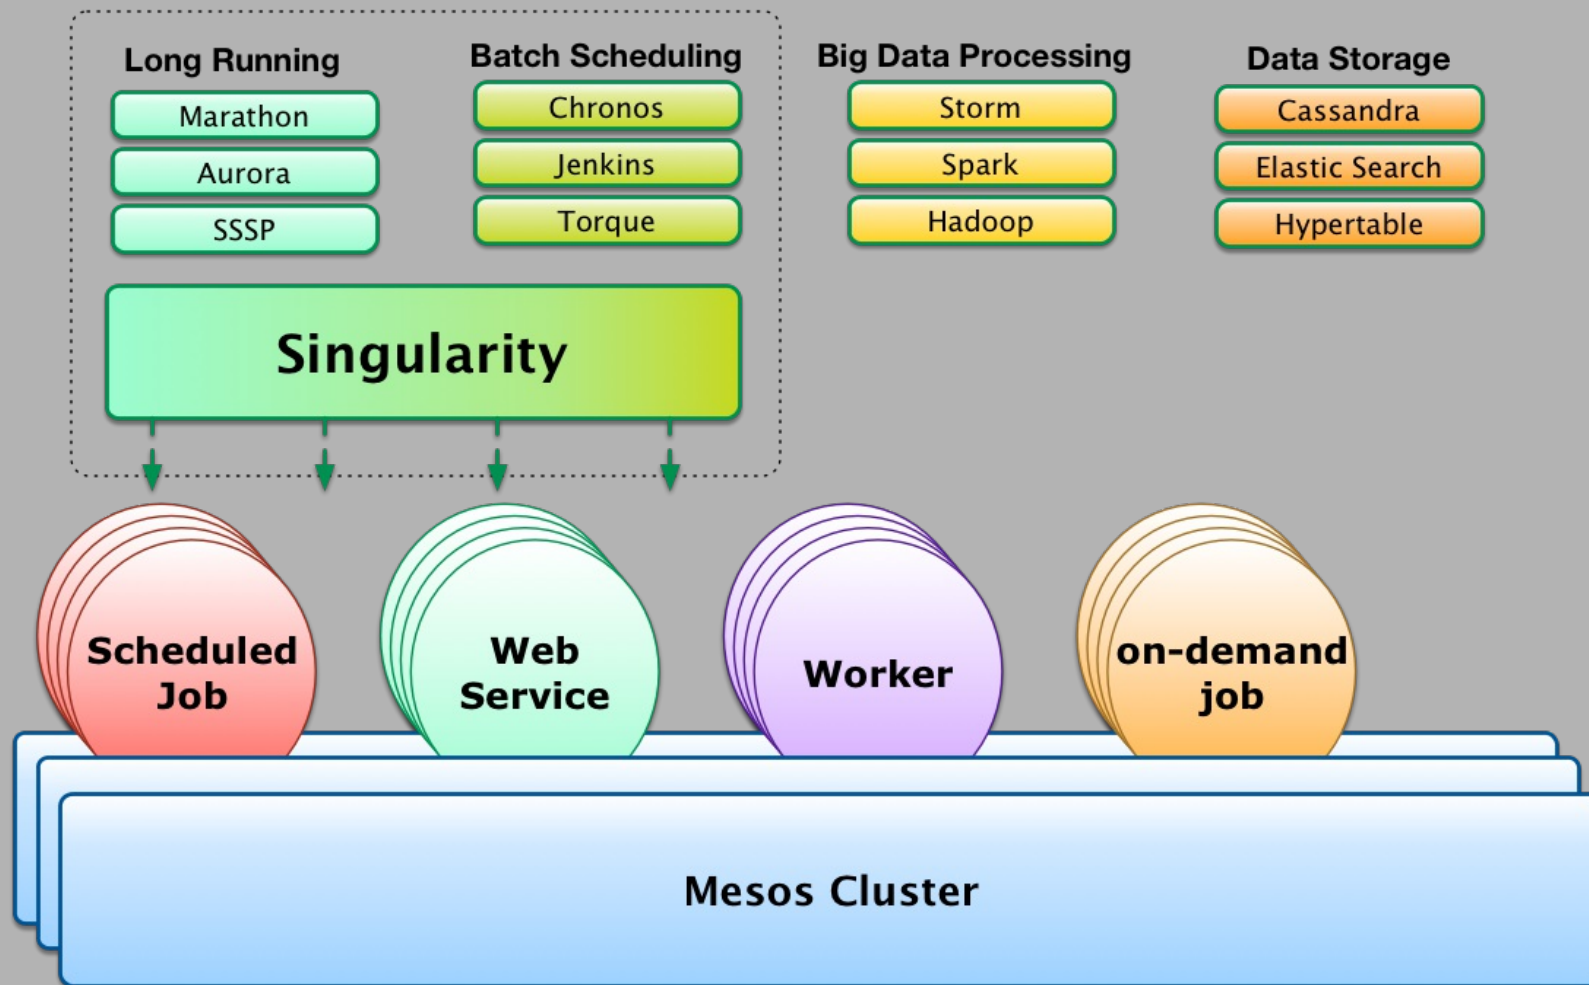 Long Running
Marathon
Aurora
SSSP
Batch Scheduling
Chronos
Jenkins
Torque
Big Data Processing
Storm
Spark
Hadoop
Data Storage
Cassandra
Elastic Search
Hypertable
Singularity
Scheduled
Job
Web
Service
Worker
on-demand
job
Mesos Cluster